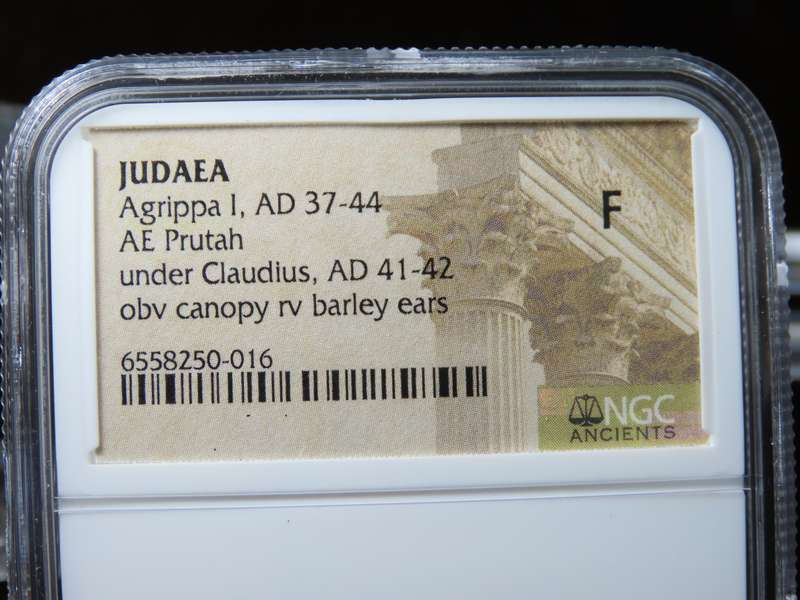 JUDAEA
Agrippa I, AD 37-44
F
AE Prutah
under Claudius, AD 41-42
obv canopy rv barley ears
6558250-016
NGC
ANCIENTS